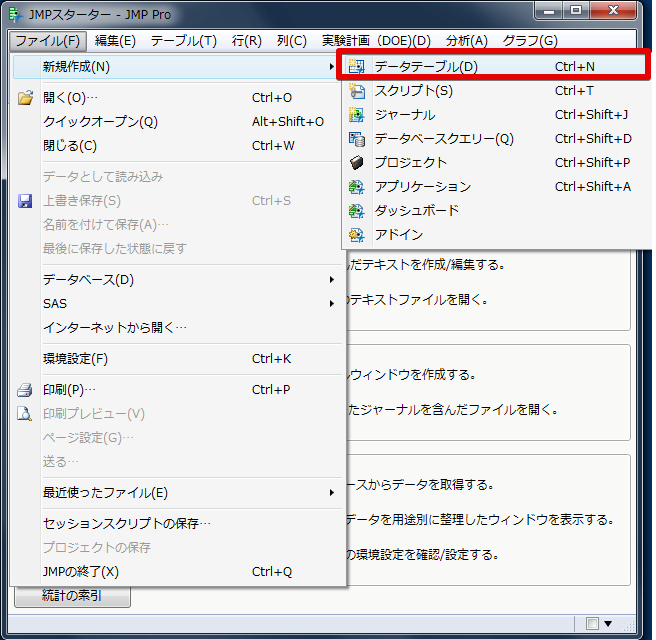 JMPスターター - JMP Pro
ファイル(F) 編集(E) テーブル(T) 行(R) 列(C) 実験計画（DOE)(D) 分析(A) グラフ(G)
新規作成(N)
開く(O)… Ctrl+O
クイックオープン(Q) Alt+Shift+O
閉じる(C) Ctrl+W
データとして読み込み
上書き保存(S) Ctrl+S
名前を付けて保存(A)…
最後に保存した状態に戻す
データベース(D)
SAS
インターネットから開く…
環境設定(F) Ctrl+K
印刷(P)… Ctrl+P
印刷プレビュー(V)
ページ設定(G)…
送る…
最近使ったファイル(E)
セッションスクリプトの保存…
プロジェクトの保存
JMPの終了(X) Ctrl+Q
データテーブル(D) Ctrl+N
スクリプト(S) Ctrl+T
ジャーナル Ctrl+Shift+J
データベースクエリー(Q) Ctrl+Shift+D
プロジェクト Ctrl+Shift+P
アプリケーション Ctrl+Shift+A
ダッシュボード
アドイン
んだテキストを作成/編集する。
のテキストファイルを開く。
ウィンドウを作成する。
たジャーナルを含んだファイルを開く。
ースからデータを取得する。
データを用途別に整理したウィンドウを表示する。
の環境設定を確認/設定する。
統計の索引